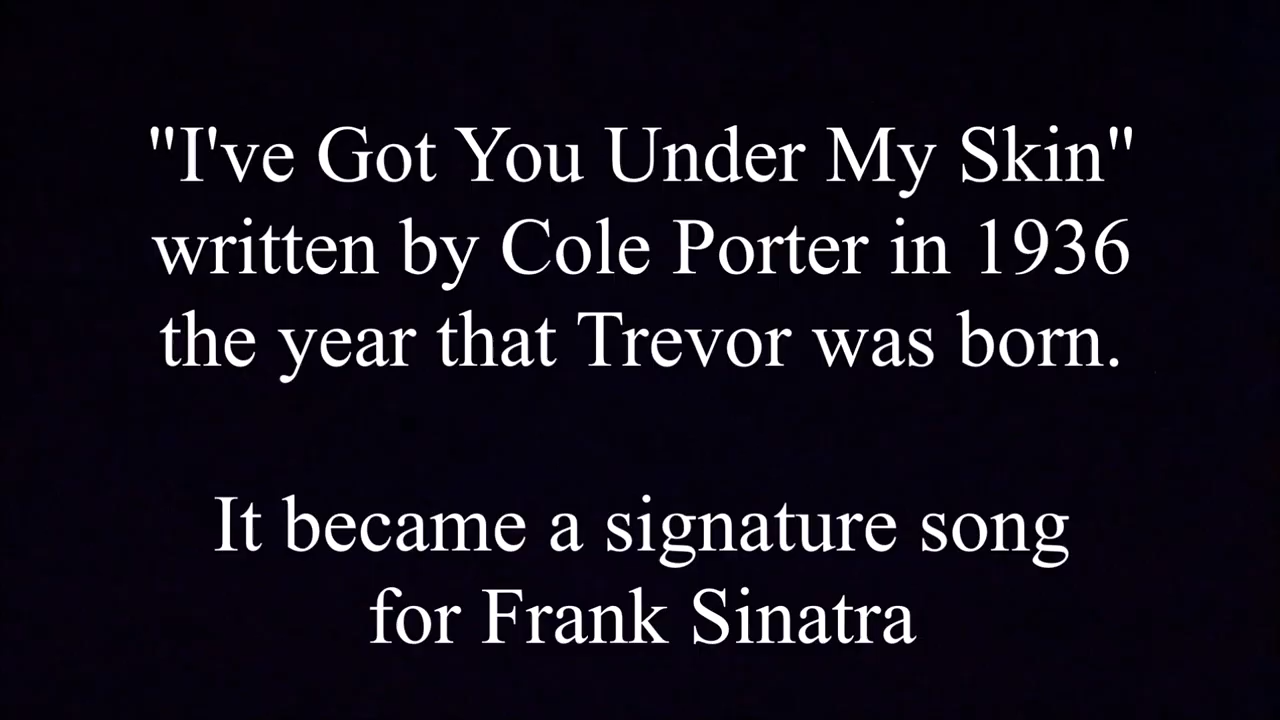 "I've Got You Under My Skin"
written by Cole Porter in 1936
the year that Trevor was born.
It became a signature song
for Frank Sinatra